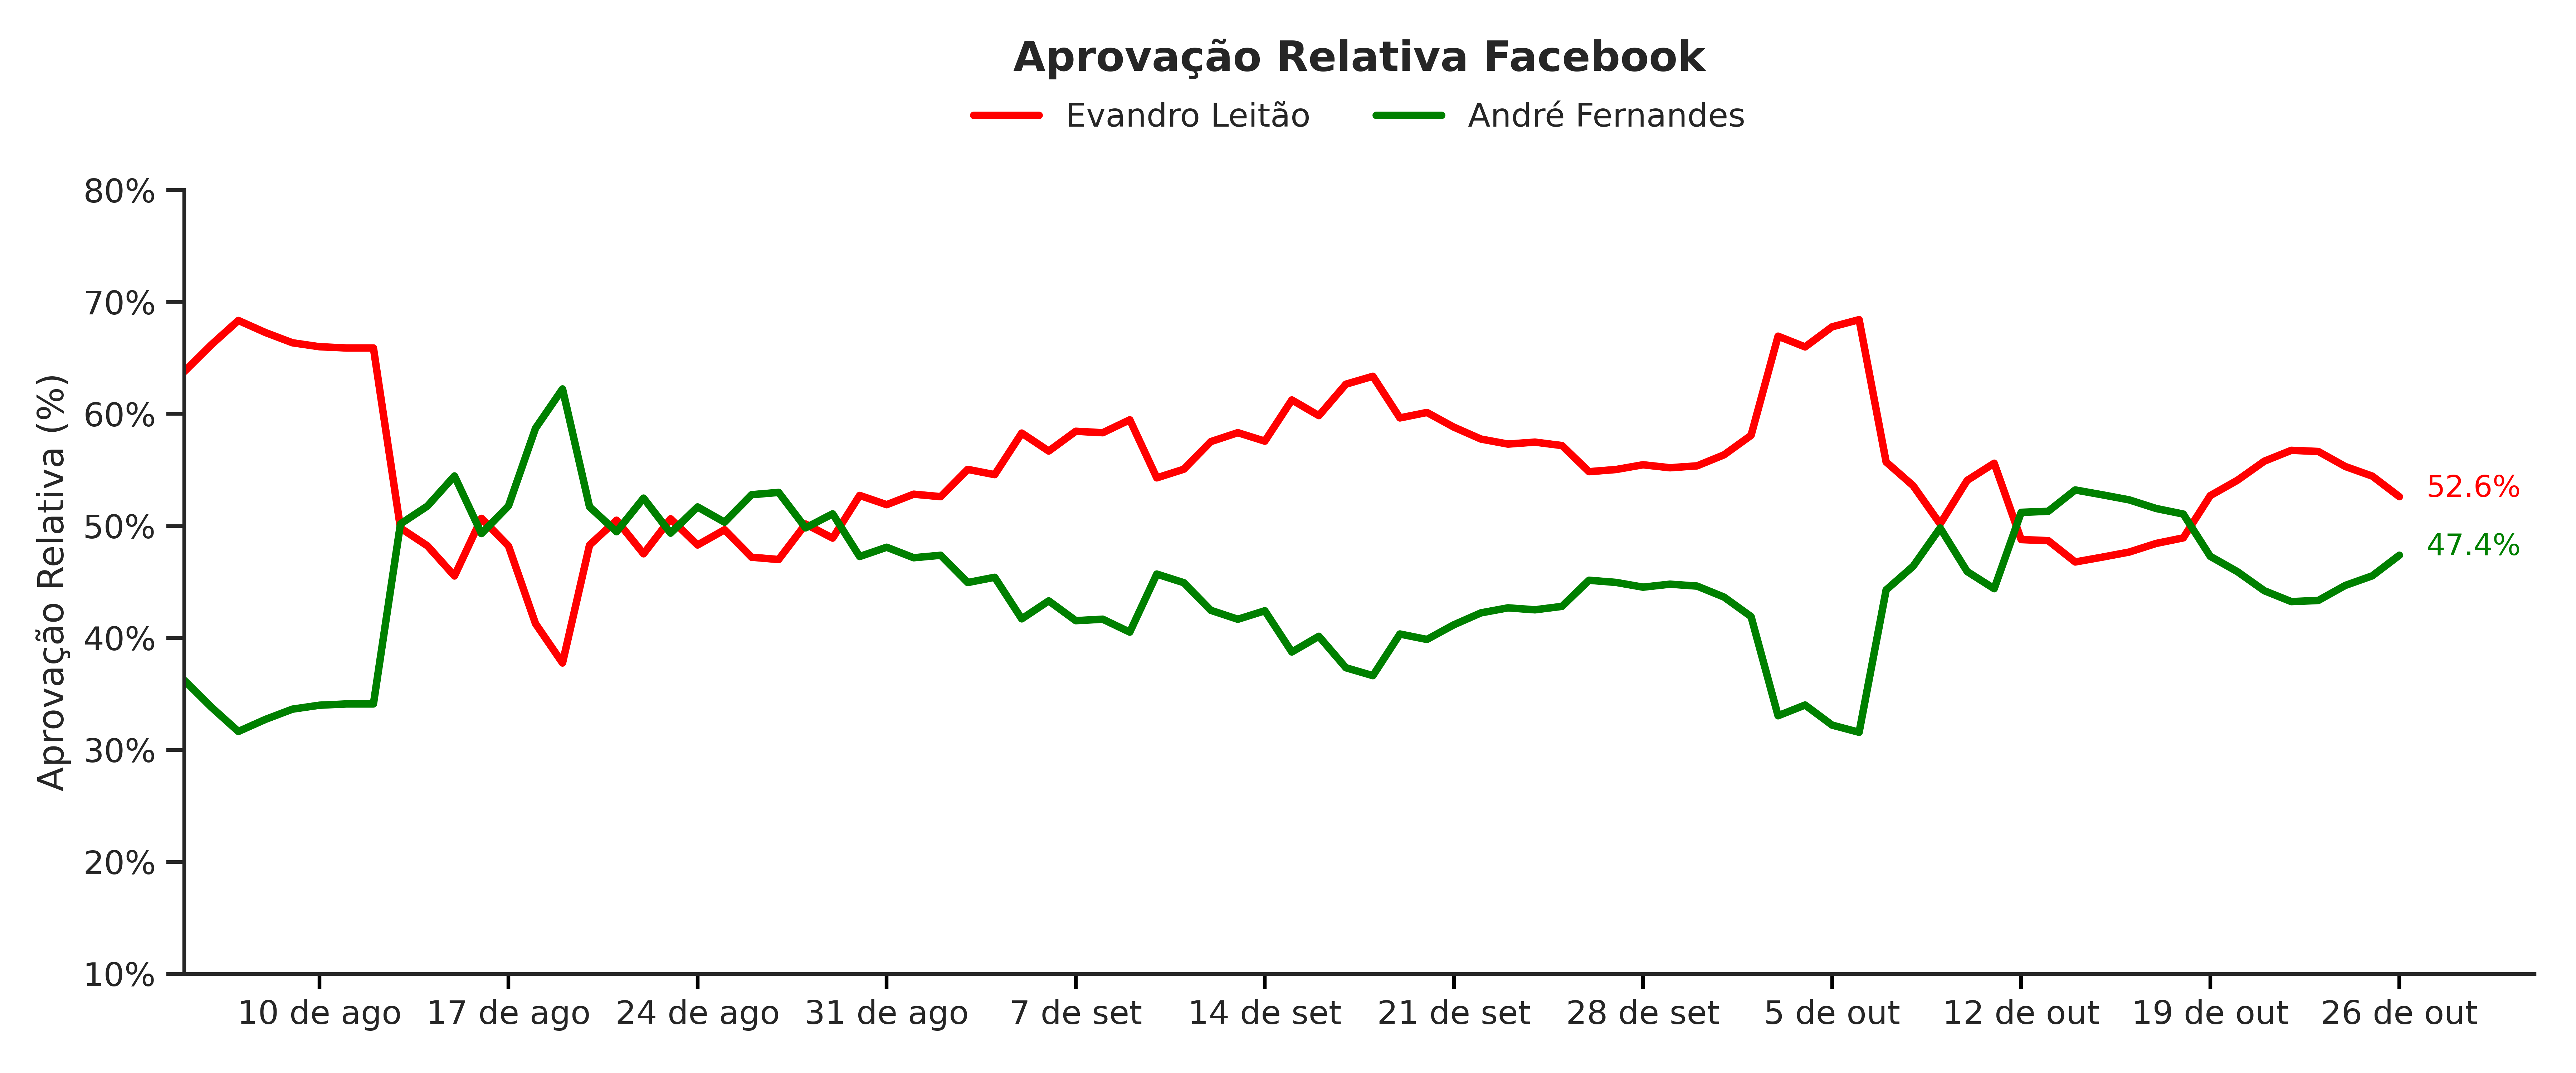 Aprovação Relativa Facebook
Evandro Leitão André Fernandes
Aprovação Relativa (%)
80%
70%
60%
50%
40%
30%
20%
10%
52.6%
47.4%
10 de ago 17 de ago 24 de ago 31 de ago 7 de set 14 de set 21 de set 28 de set 5 de out 12 de out 19 de out 26 de out